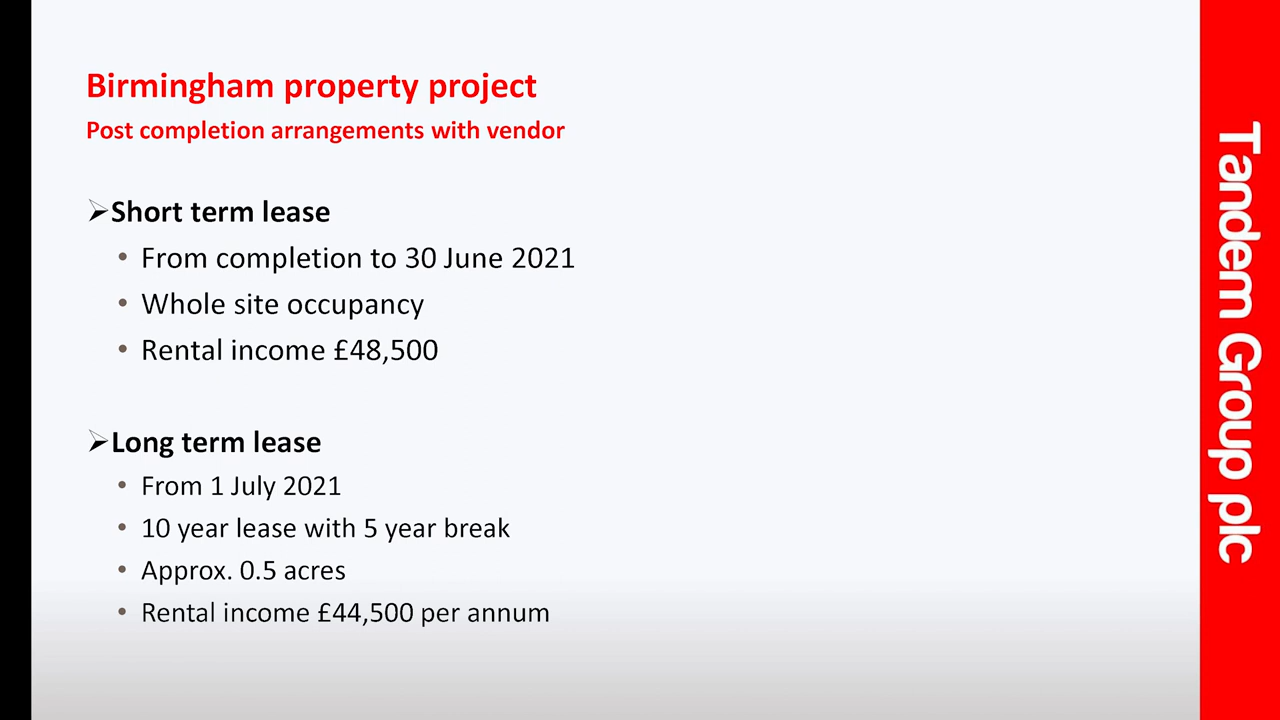 Birmingham property project
Post completion arrangements with vendor
➢Short term lease
• From completion to 30 June 2021
• Whole site occupancy
• Rental income £48,500
➢Long term lease
• From 1 July 2021
• 10 year lease with 5 year break
• Approx. 0.5 acres
• Rental income £44,500 per annum
Tandem Group plc